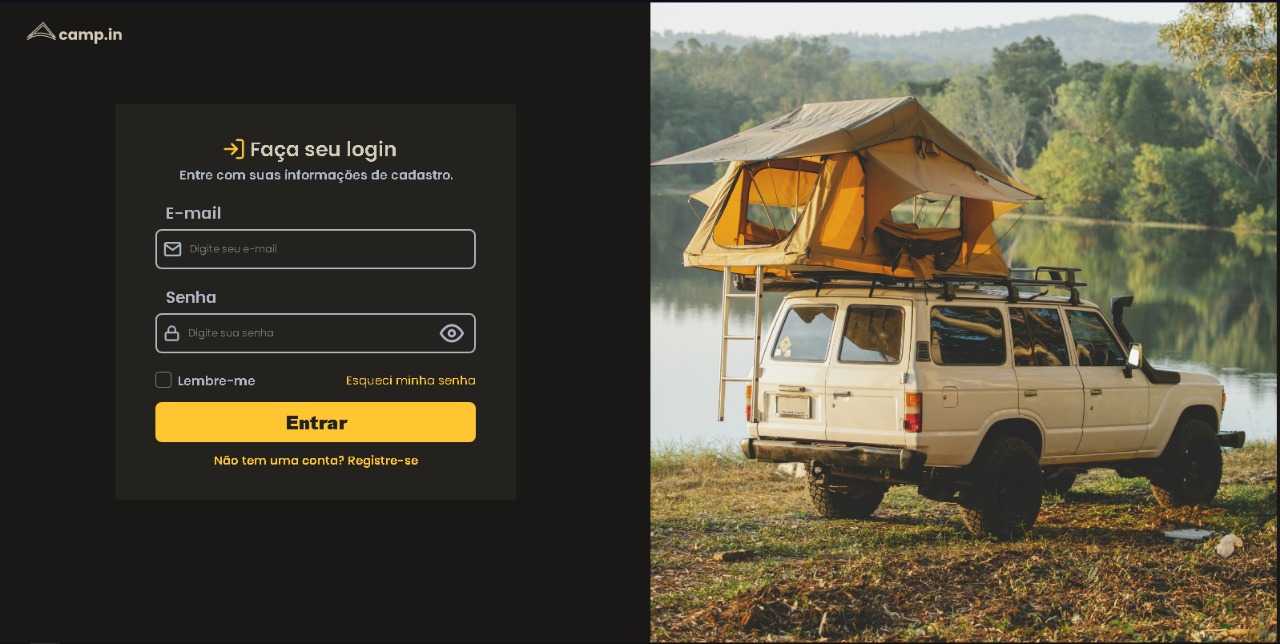 camp.in
Faça seu login
Entre com suas informações de cadastro.
E-mail
Digite seu e-mail
Senha
Digite sua senha
Lembre-me Esqueci minha senha
Entrar
Não tem uma conta? Registre-se